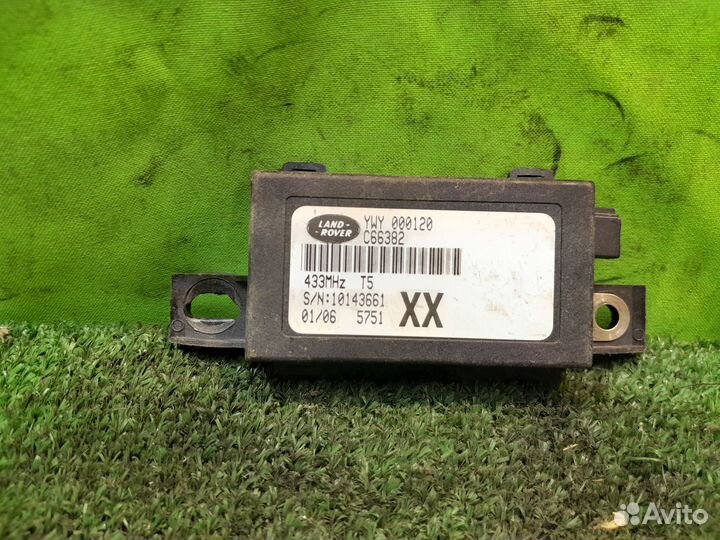 LAND-
-ROVER
YWY 000120
C66382
433MHz T5
S/N:10143661
01/06 5751 XX
Avito